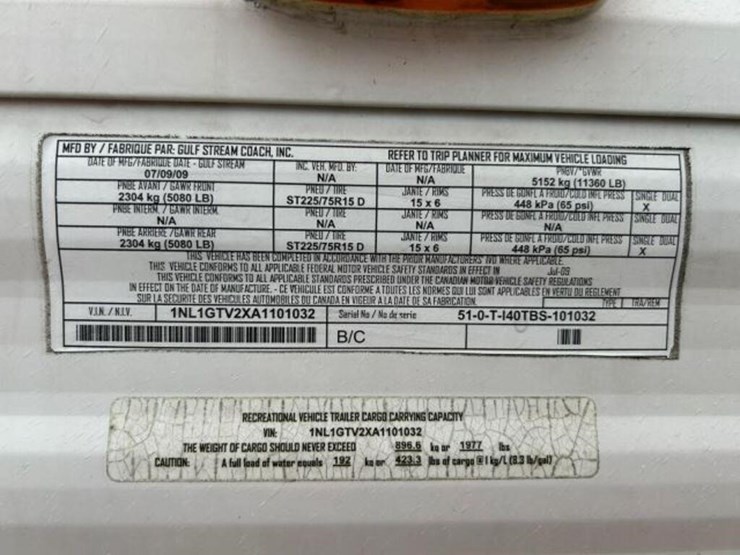 MFD BY / FABRIQUE PAR: GULF STREAM COACH, INC. REFER TO TRIP PLANNER FOR MAXIMUM VEHICLE LOADING
DATE OF MFG/FABRIQUE DATE - GULF STREAM INC. VEH. MFD. BY: DATE OF MFG/FABRIQUE PNBV/*GVWR
07/09/09 N/A N/A 5152 kg (11360 LB)
PNBE AVANT / GAWR FRONT PNEU / TIRE JANTE / RIMS PRESS DE GONFL A FROID/COLD INFL PRESS SINGLE DUAL
2304 kg (5080 LB) ST225/75R15 D 15 x 6 448 kPa (65 psi) X
PNBE INTERM. / GAWR INTERM. PNEU / TIRE JANTE / RIMS PRESS DE GONFL A FROID/COLD INFL PRESS SINGLE DUAL
N/A N/A N/A N/A
PNBE ARRIERE /GAWR REAR PNEU / TIRE JANTE / RIMS PRESS DE GONFL A FROID/COLD INFL PRESS SINGLE DUAL
2304 kg (5080 LB) ST225/75R15 D 15 x 6 448 kPa (65 psi) X
THIS VEHICLE HAS BEEN COMPLETED IN ACCORDANCE WITH THE PRIOR MANUFACTURERS' IVD WHERE APPLICABLE.
THIS VEHICLE CONFORMS TO ALL APPLICABLE FEDERAL MOTOR VEHICLE SAFETY STANDARDS IN EFFECT IN Jul-09
THIS VEHICLE CONFORMS TO ALL APPLICABLE STANDARDS PRESCRIBED UNDER THE CANADIAN MOTOR VEHICLE SAFETY REGULATIONS
IN EFFECT ON THE DATE OF MANUFACTURE. - CE VEHICULE EST CONFORME A TOUTES LES NORMES QUI LUI SONT APPLICABLES EN VERTU DU REGLEMENT
SUR LA SECURITE DES VEHICULES AUTOMOBILES DU CANADA EN VIGEUR A LA DATE DE SA FABRICATION. TYPE TRA/REM
V.I.N. / N.I.V. 1NL1GTV2XA1101032 Serial No / No de serie 51-0-T-I40TBS-101032
B/C
RECREATIONAL VEHICLE TRAILER CARGO CARRYING CAPACITY
VIN: 1NL1GTV2XA1101032
THE WEIGHT OF CARGO SHOULD NEVER EXCEED 896.6 kg or 1977 lbs
CAUTION: A full load of water equals 192 kg or 423.3 lbs of cargo @ 1 kg/L (8.3 lb/gal)